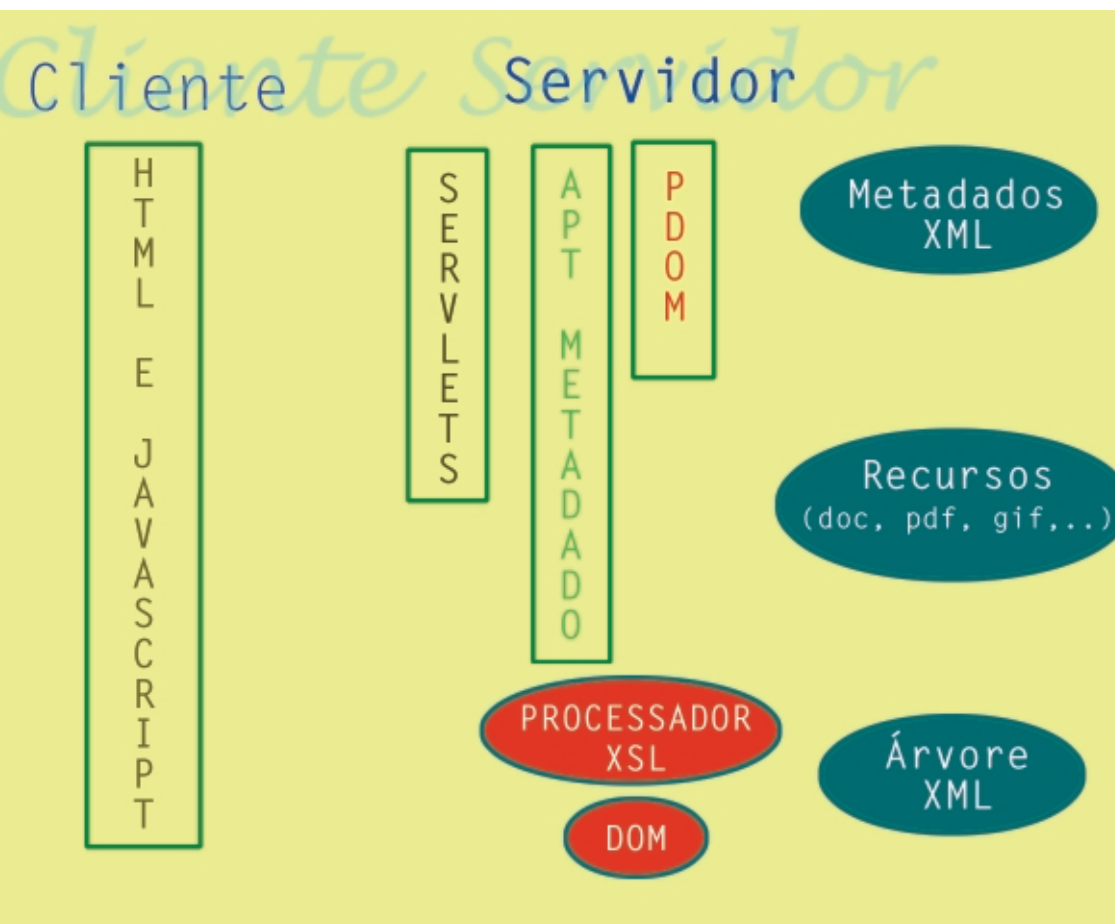 Cliente Servidor
Cliente
Servidor
HTML E JAVASCRIPT
SERVLETS
APT METADADO
PDOM
Metadados
XML
Recursos
(doc, pdf, gif,..)
PROCESSADOR
XSL
DOM
Árvore
XML